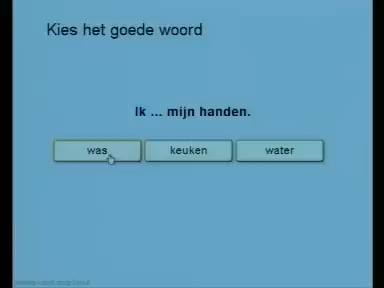 Kies het goede woord
Ik ... mijn handen.
was
keuken
water